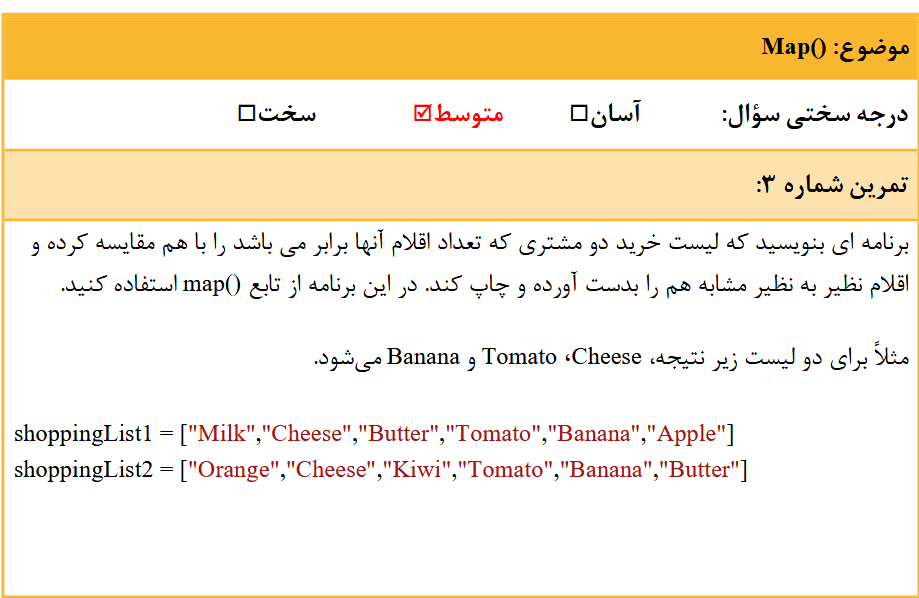 موضوع: Map()
درجه سختی سؤال: آسان☐ متوسط☑ سخت☐
تمرین شماره ۳:
برنامه ای بنویسید که لیست خرید دو مشتری که تعداد اقلام آنها برابر می باشد را با هم مقایسه کرده و
اقلام نظیر به نظیر مشابه هم را بدست آورده و چاپ کند. در این برنامه از تابع map() استفاده کنید.
مثلاً برای دو لیست زیر نتیجه، Cheese، Tomato و Banana می‌شود.
shoppingList1 = ["Milk","Cheese","Butter","Tomato","Banana","Apple"]
shoppingList2 = ["Orange","Cheese","Kiwi","Tomato","Banana","Butter"]